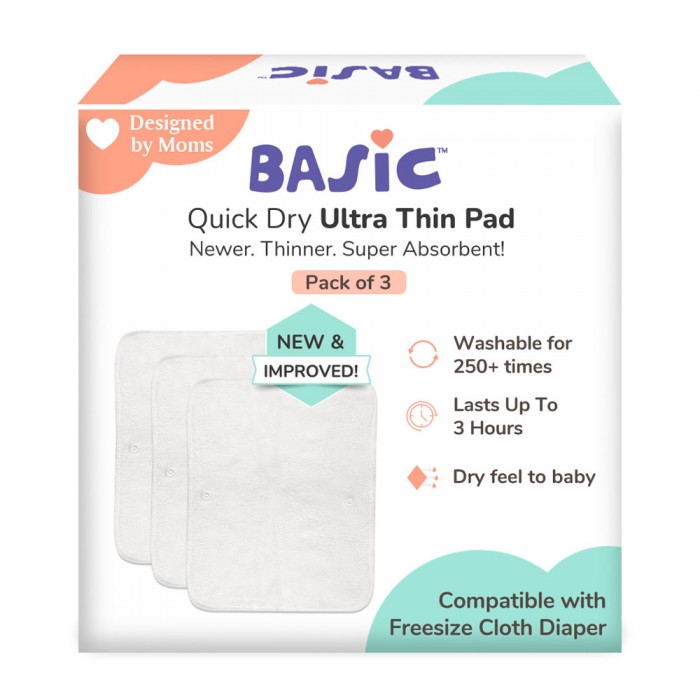 BASiC™
Designed
by Moms
BASiC™
Quick Dry Ultra Thin Pad
Newer. Thinner. Super Absorbent!
Pack of 3
NEW &
IMPROVED!
Washable for
250+ times
Lasts Up To
3 Hours
Dry feel to baby
Compatible with
Freesize Cloth Diaper